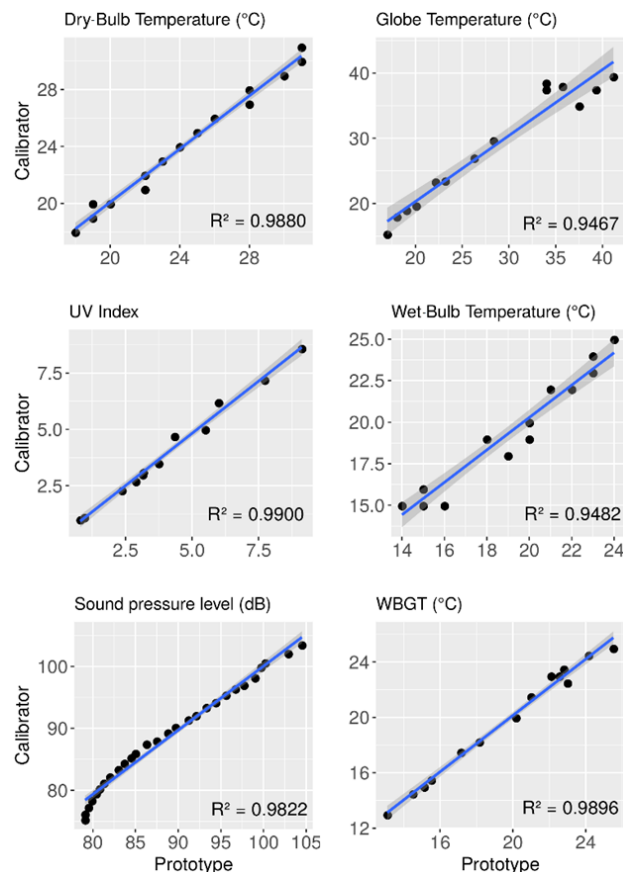 Dry-Bulb Temperature (°C)
Globe Temperature (°C)
Calibrator
28
24
20
R² = 0.9880
20
24
28
40
30
20
R² = 0.9467
20
25
30
35
40
UV Index
Wet-Bulb Temperature (°C)
Calibrator
7.5
5.0
2.5
R² = 0.9900
2.5
5.0
7.5
25.0
22.5
20.0
17.5
15.0
R² = 0.9482
14
16
18
20
22
24
Sound pressure level (dB)
WBGT (°C)
Calibrator
100
90
80
R² = 0.9822
80
85
90
95
100
105
Prototype
24
20
16
12
R² = 0.9896
16
20
24
Prototype